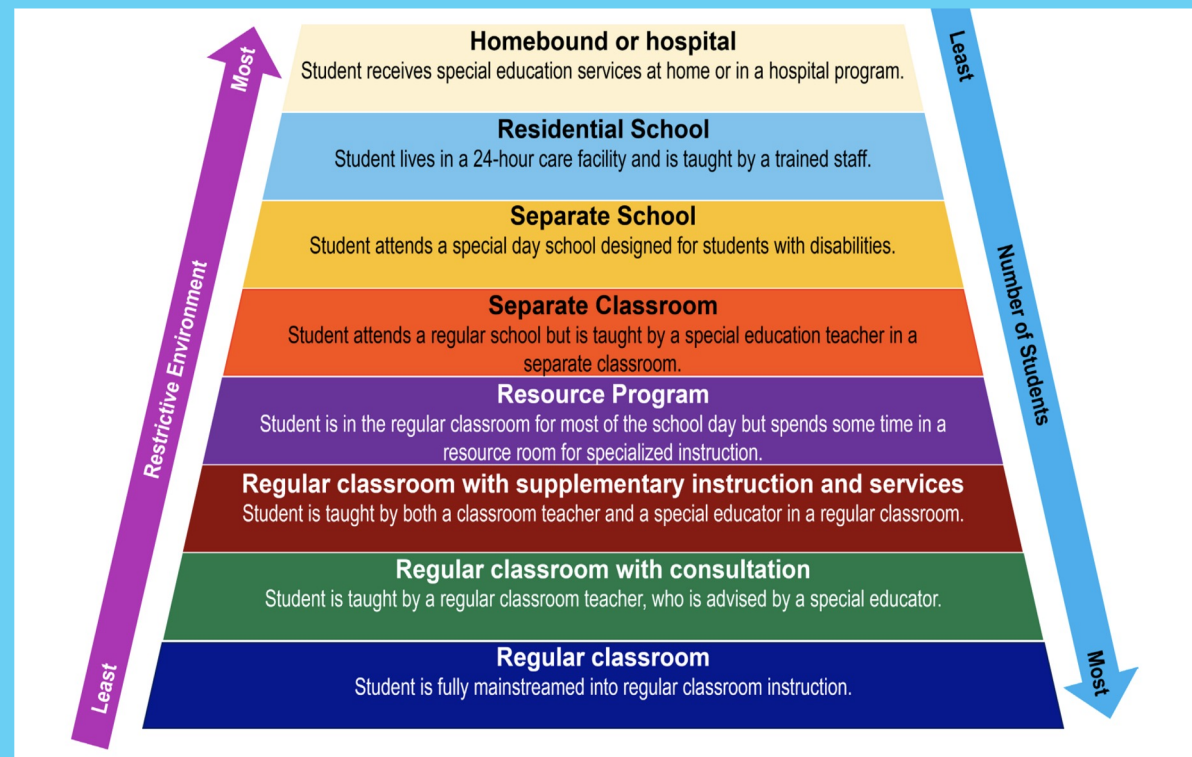 Most
Least
Homebound or hospital
Student receives special education services at home or in a hospital program.
Residential School
Student lives in a 24-hour care facility and is taught by a trained staff.
Separate School
Student attends a special day school designed for students with disabilities.
Separate Classroom
Student attends a regular school but is taught by a special education teacher in a
separate classroom.
Resource Program
Student is in the regular classroom for most of the school day but spends some time in a
resource room for specialized instruction.
Regular classroom with supplementary instruction and services
Student is taught by both a classroom teacher and a special educator in a regular classroom.
Regular classroom with consultation
Student is taught by a regular classroom teacher, who is advised by a special educator.
Regular classroom
Student is fully mainstreamed into regular classroom instruction.
Restrictive Environment
Number of Students
Least
Most